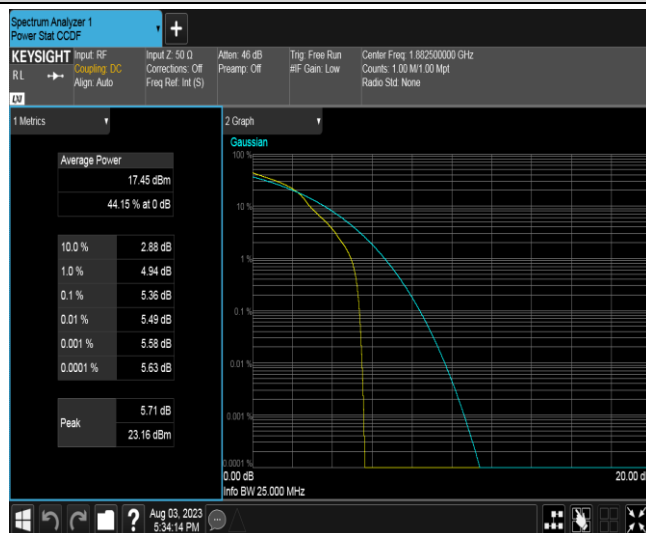 Spectrum Analyzer 1
Power Stat CCDF
+
KEYSIGHT
RL
LXI
Input: RF
Coupling: DC
Align: Auto
Input Z: 50 Ω
Corrections: Off
Freq Ref: Int (S)
Atten: 46 dB
Preamp: Off
Trig: Free Run
#IF Gain: Low
Center Freq: 1.882500000 GHz
Counts: 1.00 M/1.00 Mpt
Radio Std: None
1 Metrics
Average Power
17.45 dBm
44.15 % at 0 dB
10.0 % 2.88 dB
1.0 % 4.94 dB
0.1 % 5.36 dB
0.01 % 5.49 dB
0.001 % 5.58 dB
0.0001 % 5.63 dB
Peak
5.71 dB
23.16 dBm
2 Graph
Gaussian
100 %
10 %
1 %
0.1 %
0.01 %
0.001 %
0.0001 %
0.00 dB
20.00 d
Info BW 25.000 MHz
?
Aug 03, 2023
5:34:14 PM